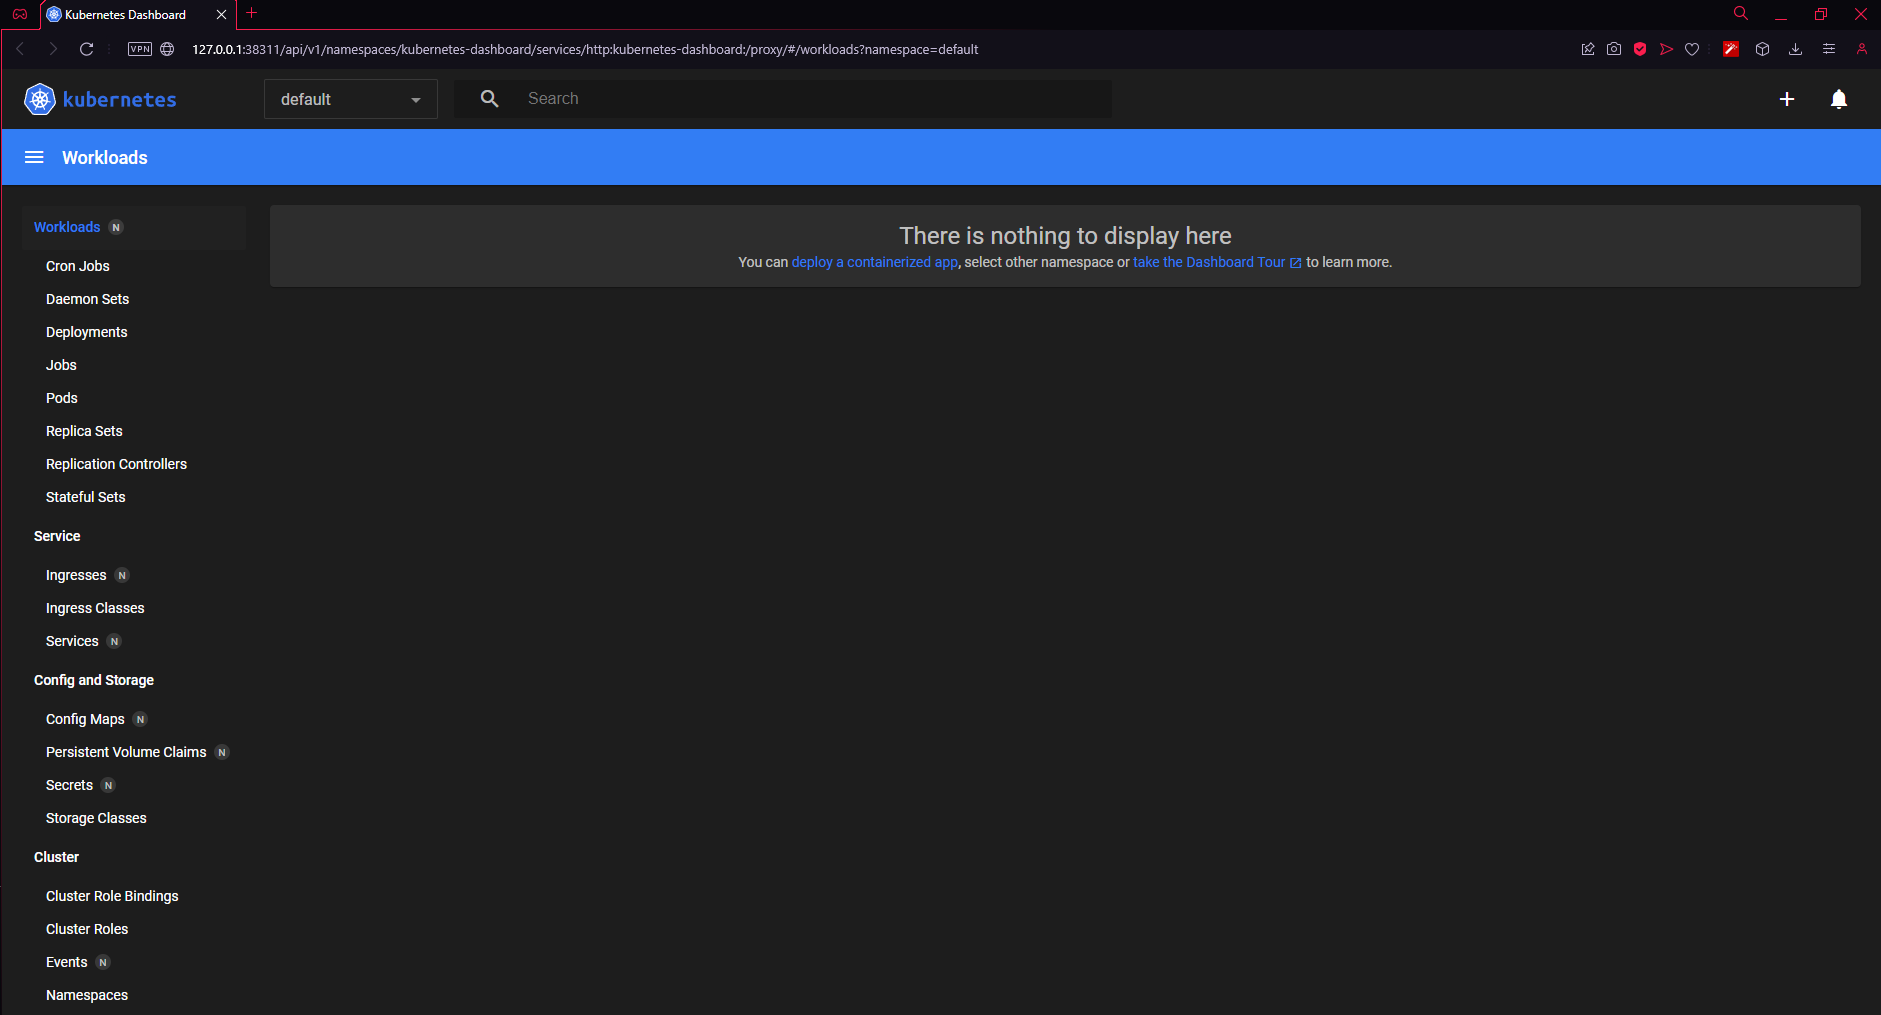 Kubernetes Dashboard
VPN
127.0.0.1:38311/api/v1/namespaces/kubernetes-dashboard/services/http:kubernetes-dashboard:/proxy/#/workloads?namespace=default
kubernetes
default
Search
Workloads
Workloads N
Cron Jobs
Daemon Sets
Deployments
Jobs
Pods
Replica Sets
Replication Controllers
Stateful Sets
Service
Ingresses N
Ingress Classes
Services N
Config and Storage
Config Maps N
Persistent Volume Claims N
Secrets N
Storage Classes
Cluster
Cluster Role Bindings
Cluster Roles
Events N
Namespaces
There is nothing to display here
You can deploy a containerized app, select other namespace or take the Dashboard Tour to learn more.